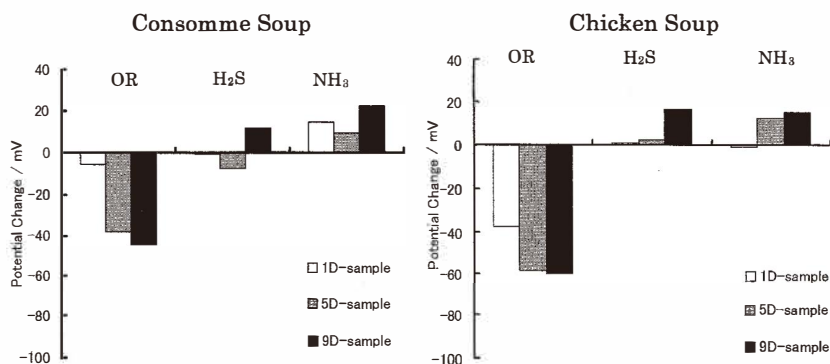 Consomme Soup
40
20
0
-20
-40
-60
-80
-100
Potential Change / mV
OR
H₂S
NH₃
1D-sample
5D-sample
9D-sample
Chicken Soup
40
20
0
-20
-40
-60
-80
-100
Potential Change / mV
OR
H₂S
NH₃
1D-sample
5D-sample
9D-sample